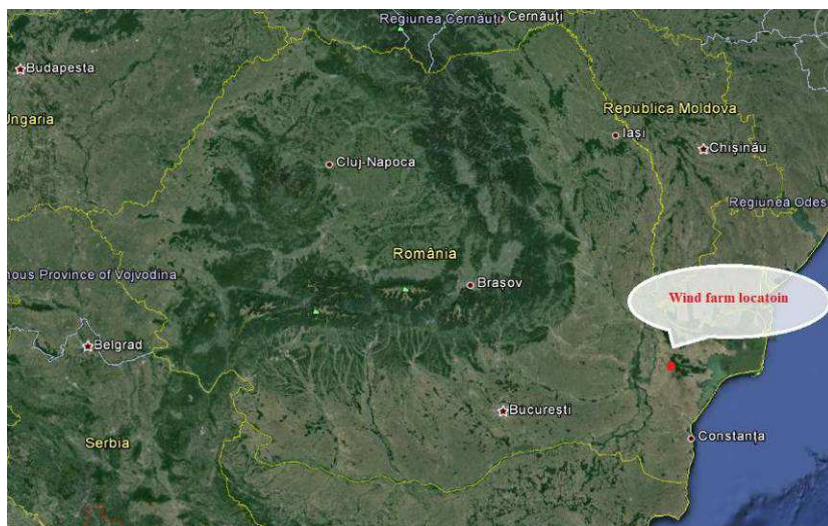 Regiunea Cernăuți
Cernăuți
Budapesta
Ungaria
Republica Moldova
Iași
Chișinău
Cluj-Napoca
Regiunea Odes
România
nous Province of Vojvodina
Brașov
Wind farm locatoin
Belgrad
București
Constanța
Serbia